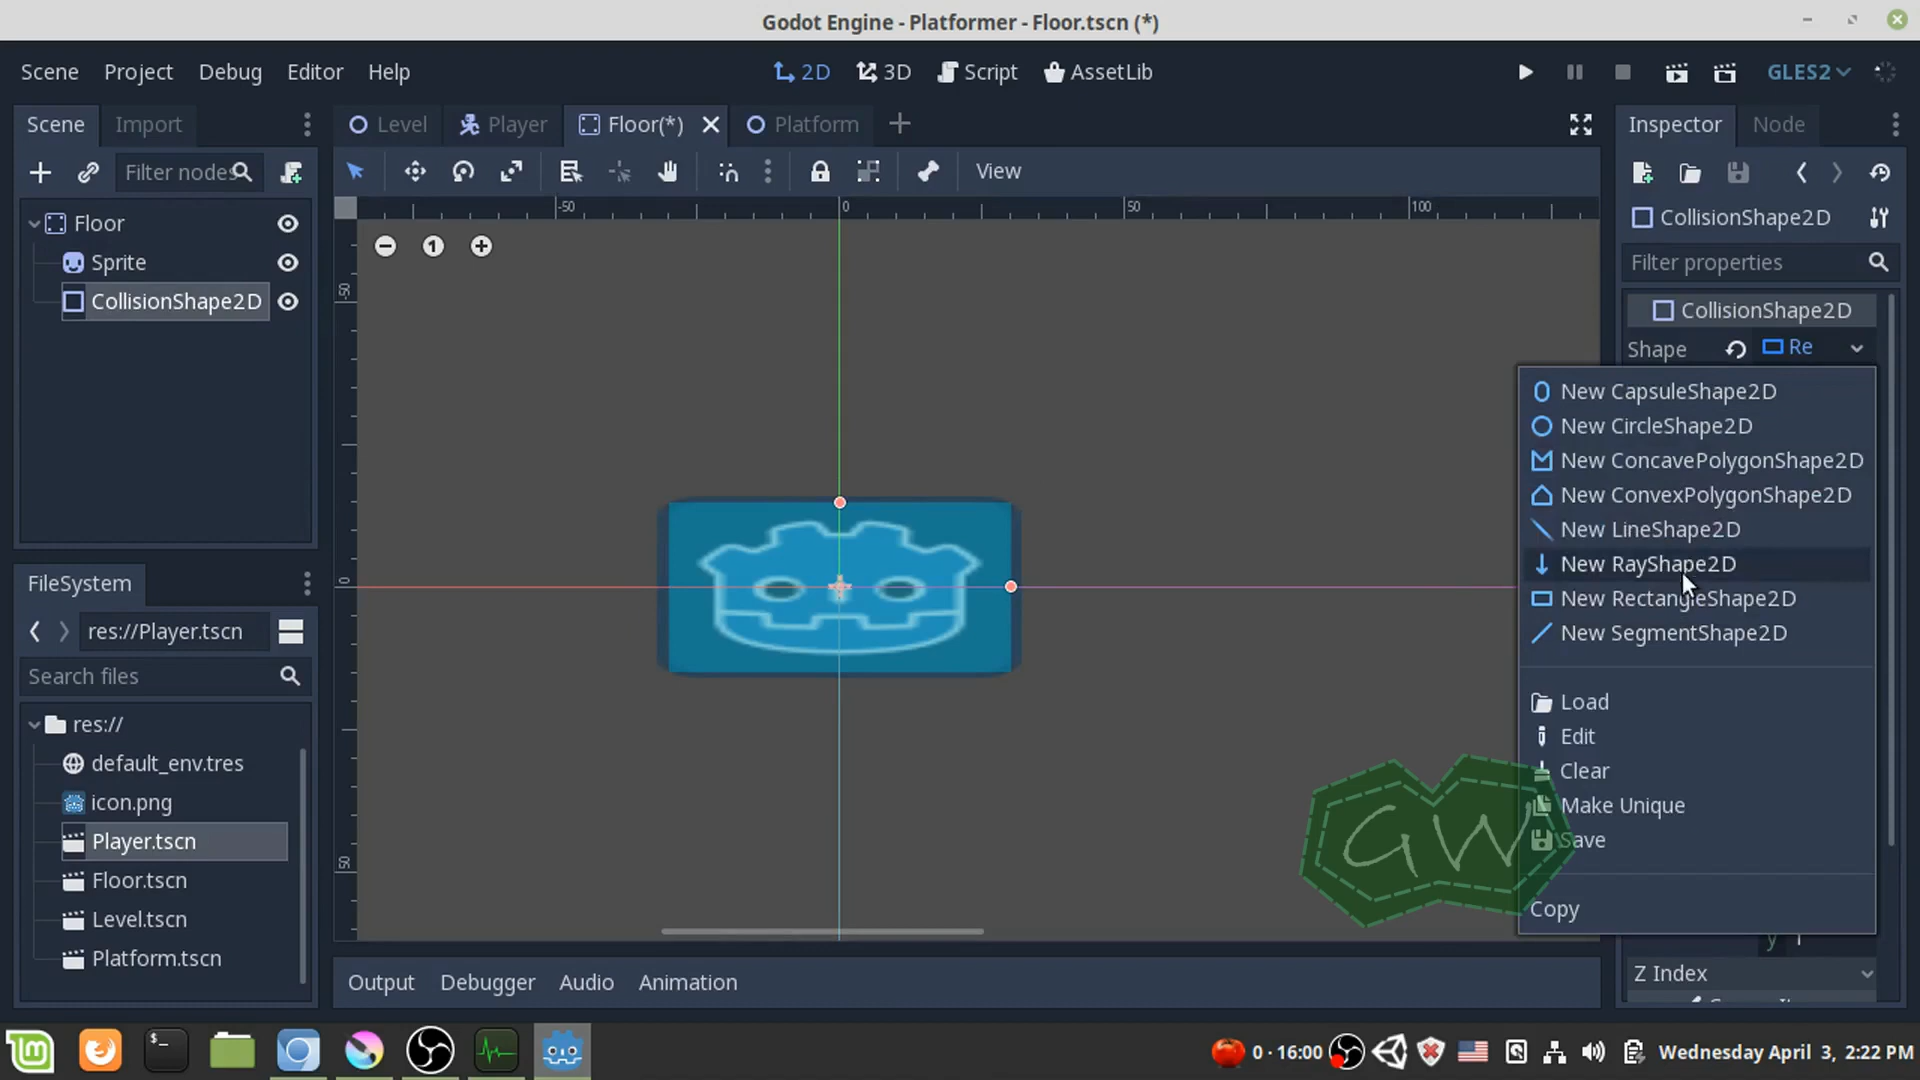 Godot Engine - Platformer - Floor.tscn (*)
Scene Project Debug Editor Help
2D 3D Script AssetLib
GLES2
Scene Import
Level Player Floor(*) Platform
Inspector Node
Filter nodes
View
CollisionShape2D
Filter properties
Floor
Sprite
CollisionShape2D
-50 0 50 100
-50
0
50
1
CollisionShape2D
Shape Re
New CapsuleShape2D
New CircleShape2D
New ConcavePolygonShape2D
New ConvexPolygonShape2D
New LineShape2D
New RayShape2D
New RectangleShape2D
New SegmentShape2D
Load
Edit
Clear
Make Unique
Save
Copy
GW
y 1
Z Index
FileSystem
res://Player.tscn
Search files
res://
default_env.tres
icon.png
Player.tscn
Floor.tscn
Level.tscn
Platform.tscn
Output Debugger Audio Animation
0 · 16:00
Wednesday April 3, 2:22 PM